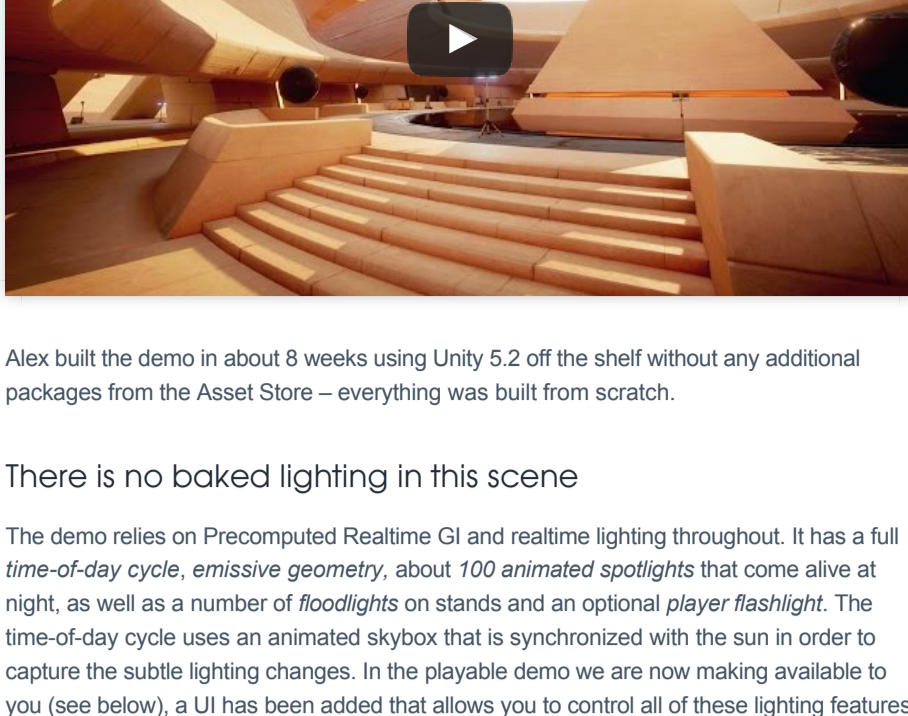 Alex built the demo in about 8 weeks using Unity 5.2 off the shelf without any additional
packages from the Asset Store – everything was built from scratch.
There is no baked lighting in this scene
The demo relies on Precomputed Realtime GI and realtime lighting throughout. It has a full
time-of-day cycle, emissive geometry, about 100 animated spotlights that come alive at
night, as well as a number of floodlights on stands and an optional player flashlight. The
time-of-day cycle uses an animated skybox that is synchronized with the sun in order to
capture the subtle lighting changes. In the playable demo we are now making available to
you (see below), a UI has been added that allows you to control all of these lighting features